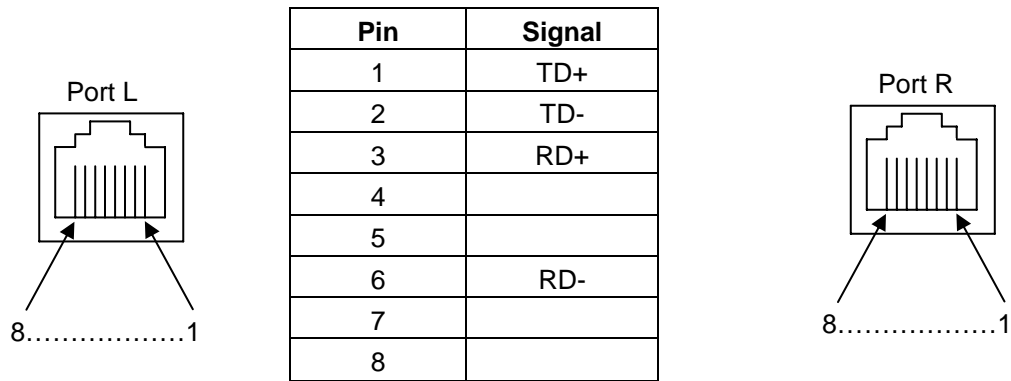 Port L
8………………1
Pin Signal
1 TD+
2 TD-
3 RD+
4
5
6 RD-
7
8
Port R
8………………1